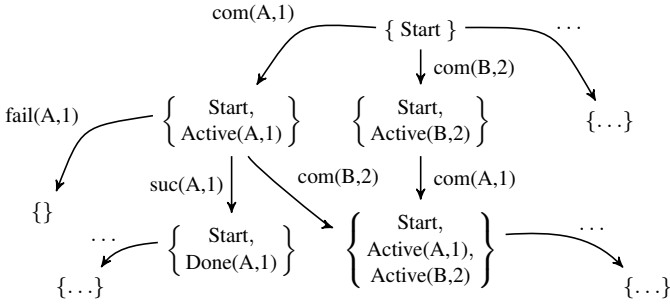 com(A,1)
{ Start }
...
com(B,2)
fail(A,1)
{ Start,
Active(A,1) }
{ Start,
Active(B,2) }
{...}
suc(A,1)
com(B,2)
com(A,1)
{}
...
{ Start,
Done(A,1) }
{ Start,
Active(A,1),
Active(B,2) }
...
{...}
{...}